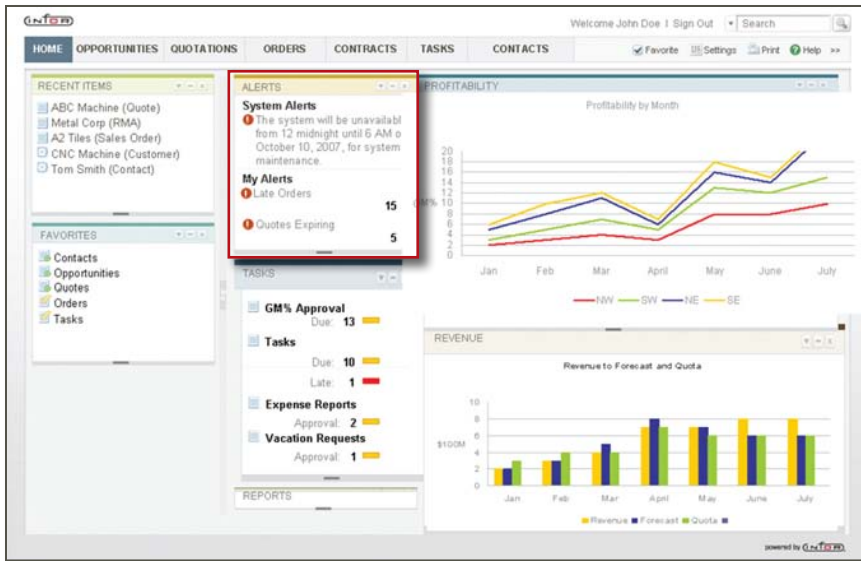 infor
Welcome John Doe | Sign Out
Search
HOME OPPORTUNITIES QUOTATIONS ORDERS CONTRACTS TASKS CONTACTS
Favorite Settings Print Help >>
RECENT ITEMS
ABC Machine (Quote)
Metal Corp (RMA)
A2 Tiles (Sales Order)
CNC Machine (Customer)
Tom Smith (Contact)
FAVORITES
Contacts
Opportunities
Quotes
Orders
Tasks
ALERTS
System Alerts
The system will be unavailabl
from 12 midnight until 6 AM o
October 10, 2007, for system
maintenance.
My Alerts
Late Orders
15
Quotes Expiring
5
TASKS
GM% Approval
Due: 13
Tasks
Due: 10
Late: 1
Expense Reports
Approval: 2
Vacation Requests
Approval: 1
REPORTS
PROFITABILITY
Profitability by Month
GM%
20
18
16
14
12
10
8
6
4
2
0
Jan Feb Mar April May June July
NW SW NE SE
REVENUE
Revenue to Forecast and Quota
$100M
10
8
6
4
2
0
Jan Feb Mar April May June July
Revenue Forecast Quota
powered by infor